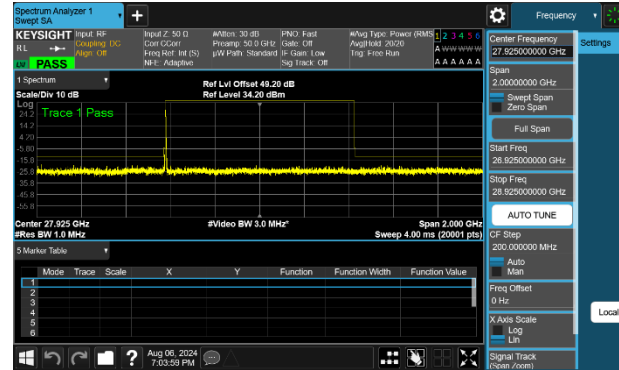 Spectrum Analyzer 1
Swept SA
Frequency
KEYSIGHT
Input: RF
Coupling: DC
Align: Off
Input Z: 50 Ω
Corr CCorr
Freq Ref: Int (S)
NFE: Adaptive
#Atten: 30 dB
Preamp: 50.0 GHz
µW Path: Standard
PNO: Fast
Gate: Off
IF Gain: Low
Sig Track: Off
#Avg Type: Power (RMS
Avg|Hold: 20/20
Trig: Free Run
1 2 3 4 5 6
A W W W W W
A A A A A A
RL
LXI
PASS
1 Spectrum
Scale/Div 10 dB
Ref Lvl Offset 49.20 dB
Ref Level 34.20 dBm
Log
Trace 1 Pass
24.2
14.2
4.20
-5.80
-15.8
-25.8
-35.8
-45.8
-55.8
Center 27.925 GHz
#Res BW 1.0 MHz
#Video BW 3.0 MHz*
Span 2.000 GHz
Sweep 4.00 ms (20001 pts)
5 Marker Table
Mode Trace Scale X Y Function Function Width Function Value
1
2
3
4
5
6
Aug 06, 2024
7:03:59 PM
Center Frequency
27.925000000 GHz
Settings
Span
2.00000000 GHz
Swept Span
Zero Span
Full Span
Start Freq
26.925000000 GHz
Stop Freq
28.925000000 GHz
AUTO TUNE
CF Step
200.000000 MHz
Auto
Man
Freq Offset
0 Hz
X Axis Scale
Log
Lin
Local
Signal Track
(Span Zoom)